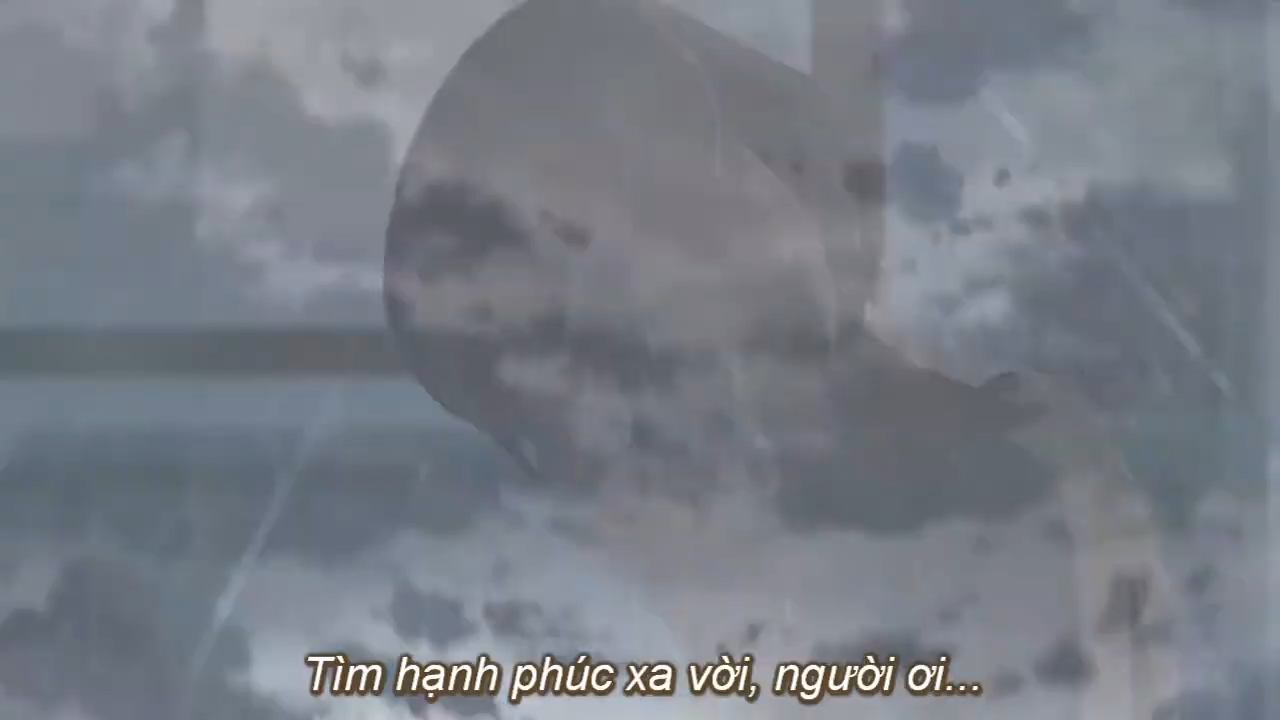 Tìm hạnh phúc xa vời, người ơi...